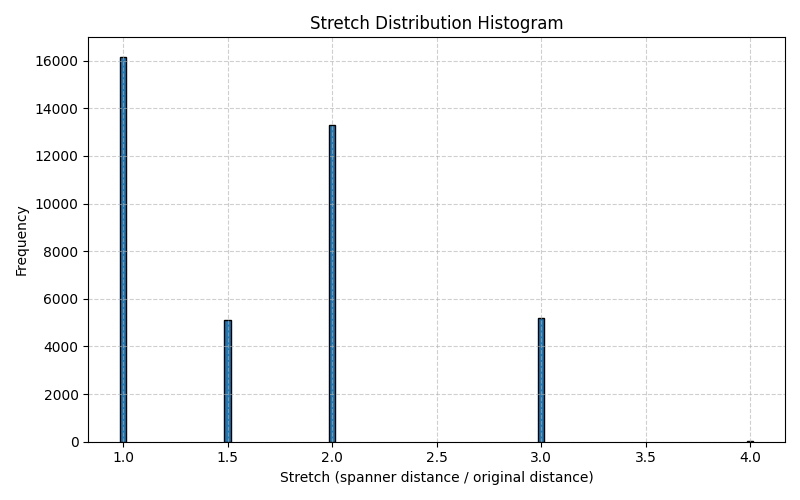 Stretch Distribution Histogram
Frequency
16000
14000
12000
10000
8000
6000
4000
2000
0
1.0 1.5 2.0 2.5 3.0 3.5 4.0
Stretch (spanner distance / original distance)